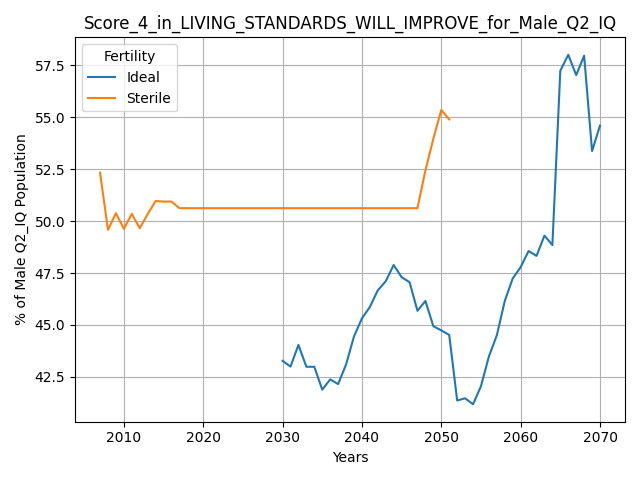 Score_4_in_LIVING_STANDARDS_WILL_IMPROVE_for_Male_Q2_IQ
Fertility
Ideal
Sterile
57.5
55.0
52.5
50.0
47.5
45.0
42.5
% of Male Q2_IQ Population
2010 2020 2030 2040 2050 2060 2070
Years